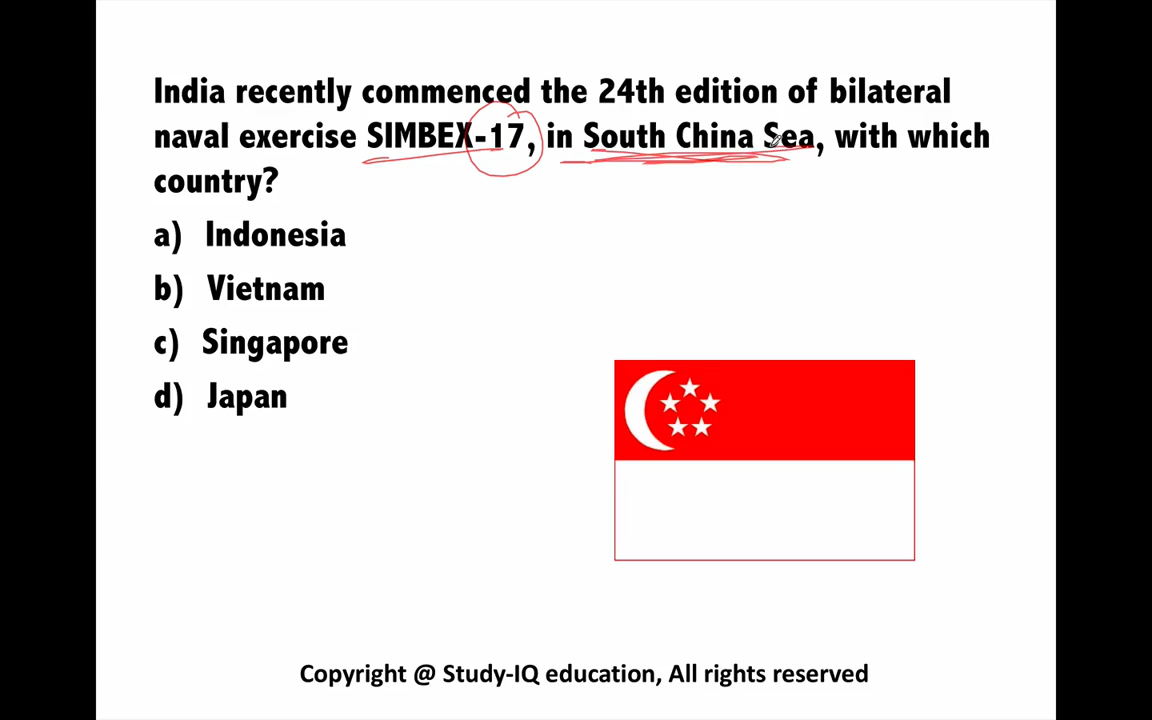 India recently commenced the 24th edition of bilateral
naval exercise SIMBEX-17, in South China Sea, with which
country?
a) Indonesia
b) Vietnam
c) Singapore
d) Japan
Copyright @ Study-IQ education, All rights reserved